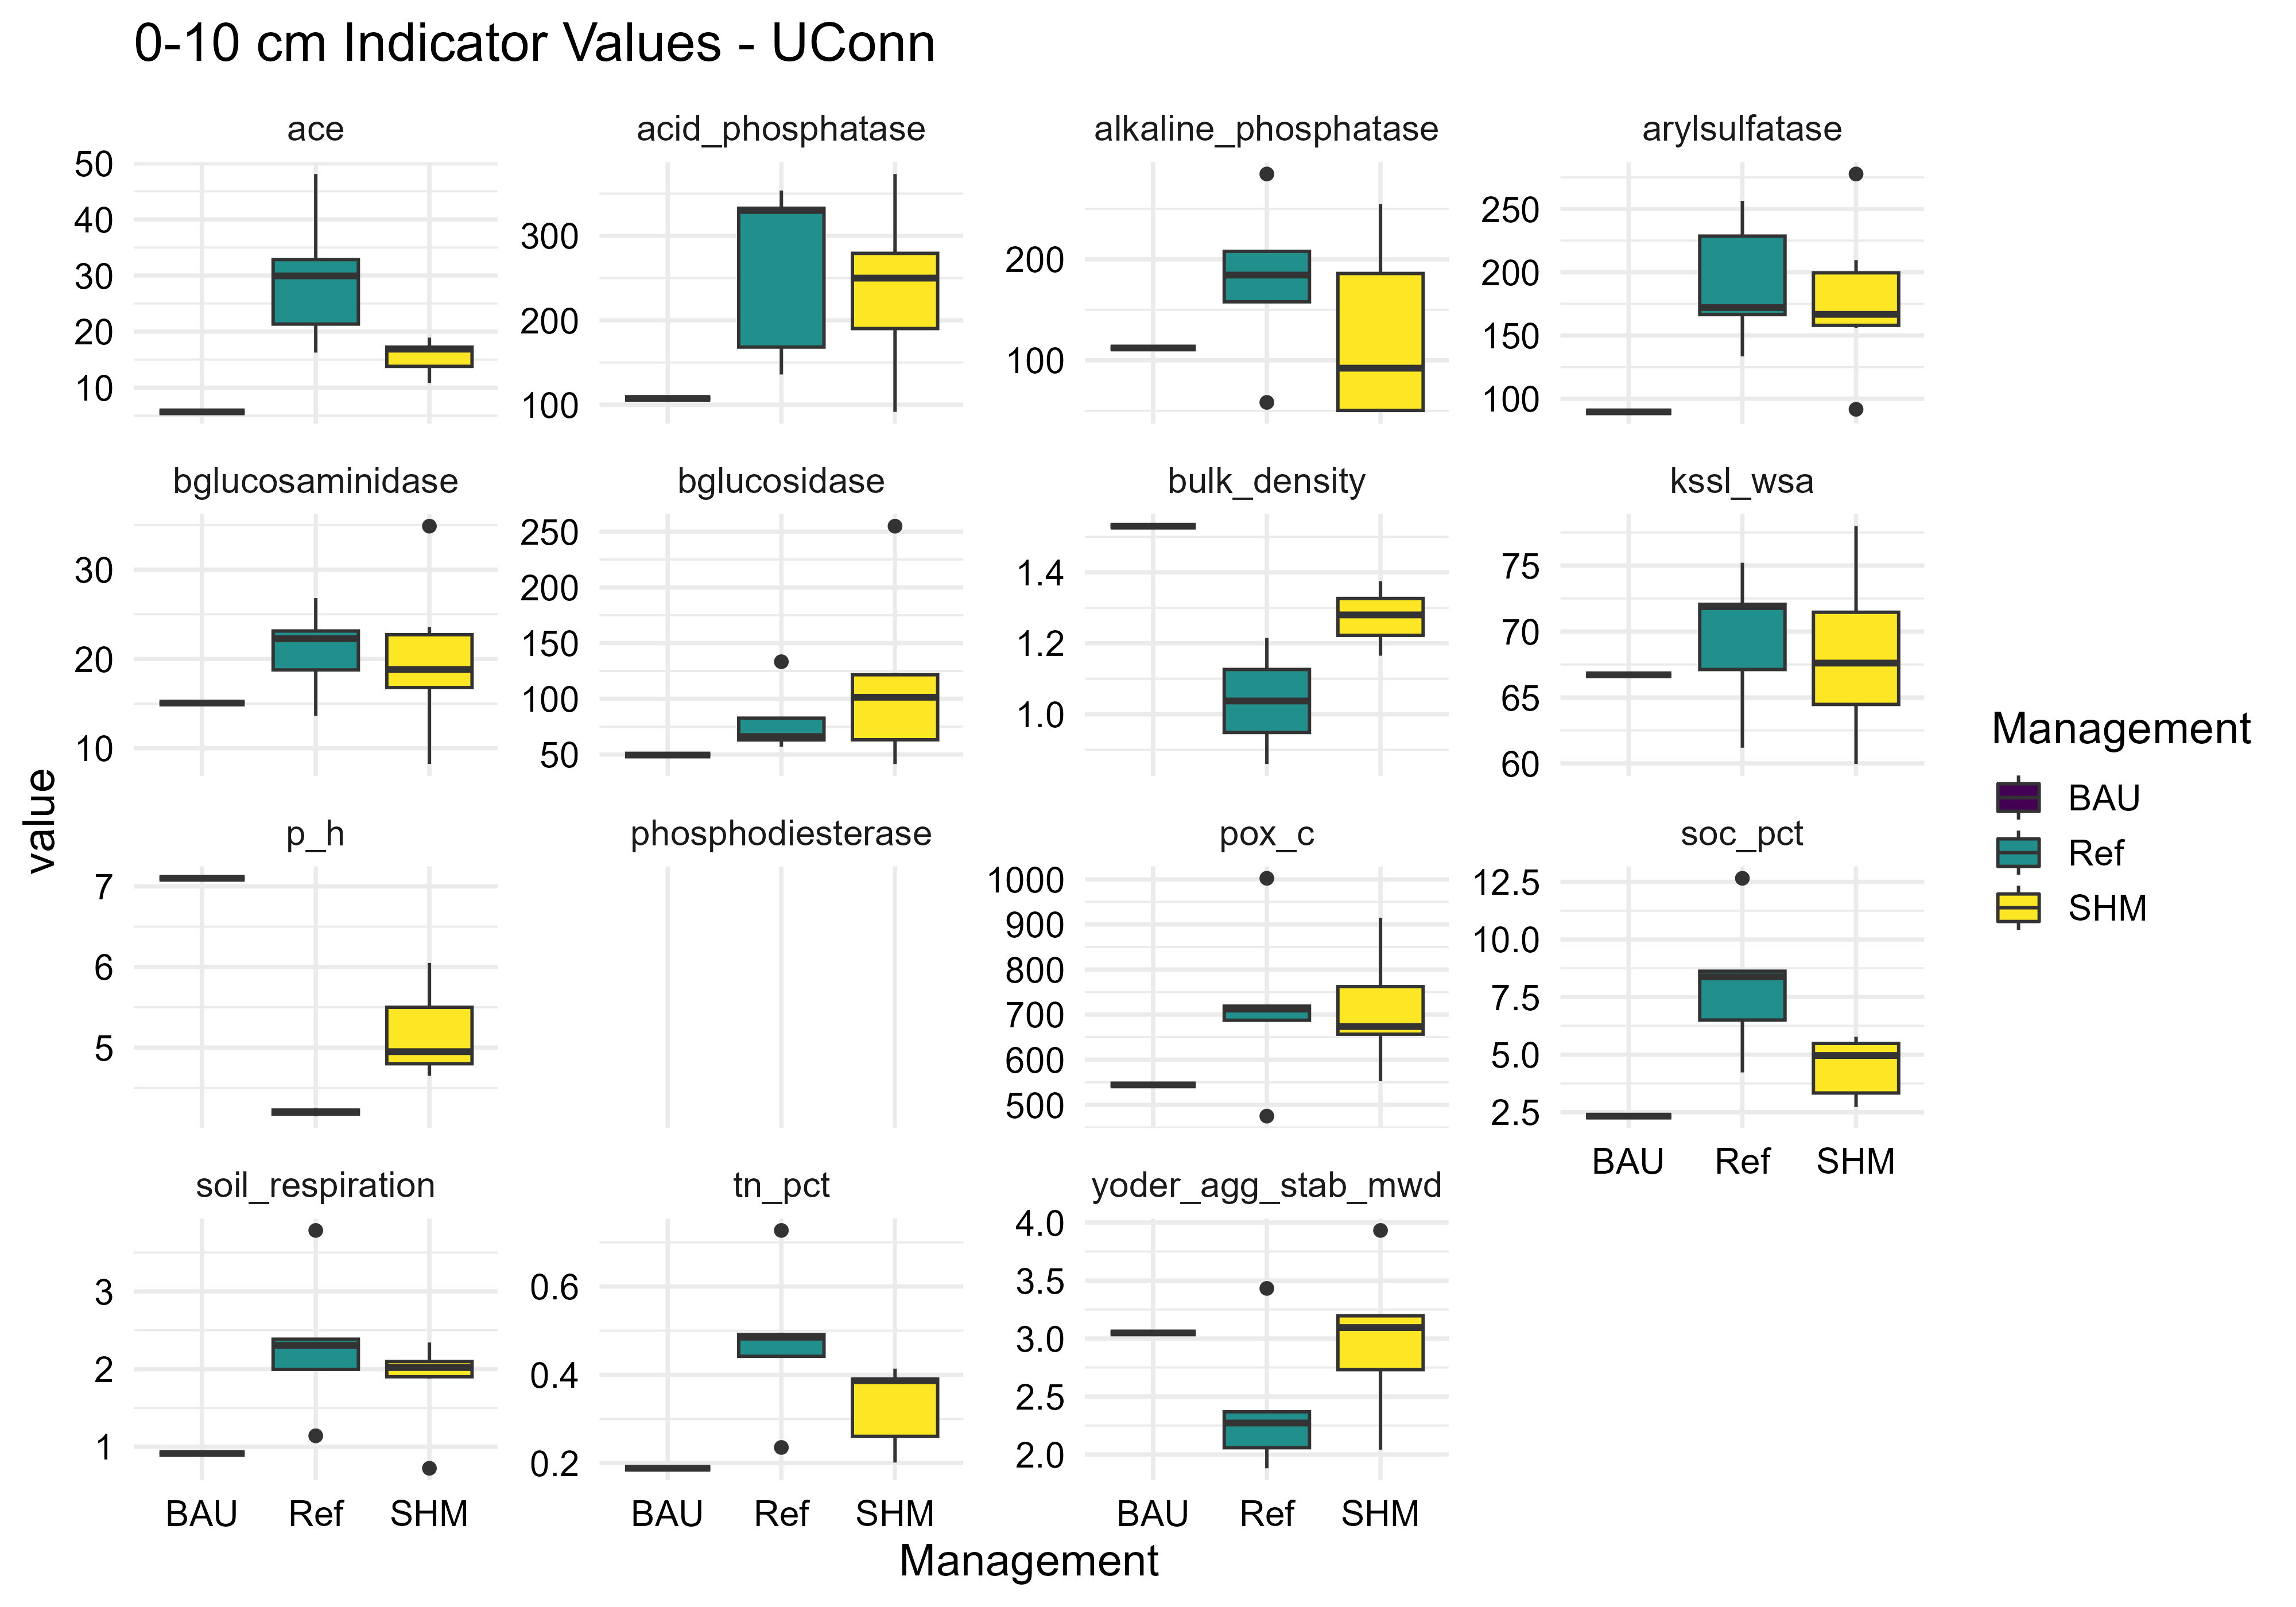 0-10 cm Indicator Values - UConn
ace
acid_phosphatase
alkaline_phosphatase
arylsulfatase
50
40
30
20
10
300
200
100
200
100
250
200
150
100
bglucosaminidase
bglucosidase
bulk_density
kssl_wsa
30
20
10
250
200
150
100
50
1.4
1.2
1.0
75
70
65
60
value
p_h
phosphodiesterase
pox_c
soc_pct
7
6
5
1000
900
800
700
600
500
12.5
10.0
7.5
5.0
2.5
BAU
Ref
SHM
soil_respiration
tn_pct
yoder_agg_stab_mwd
3
2
1
0.6
0.4
0.2
4.0
3.5
3.0
2.5
2.0
BAU
Ref
SHM
BAU
Ref
SHM
BAU
Ref
SHM
Management
Management
BAU
Ref
SHM